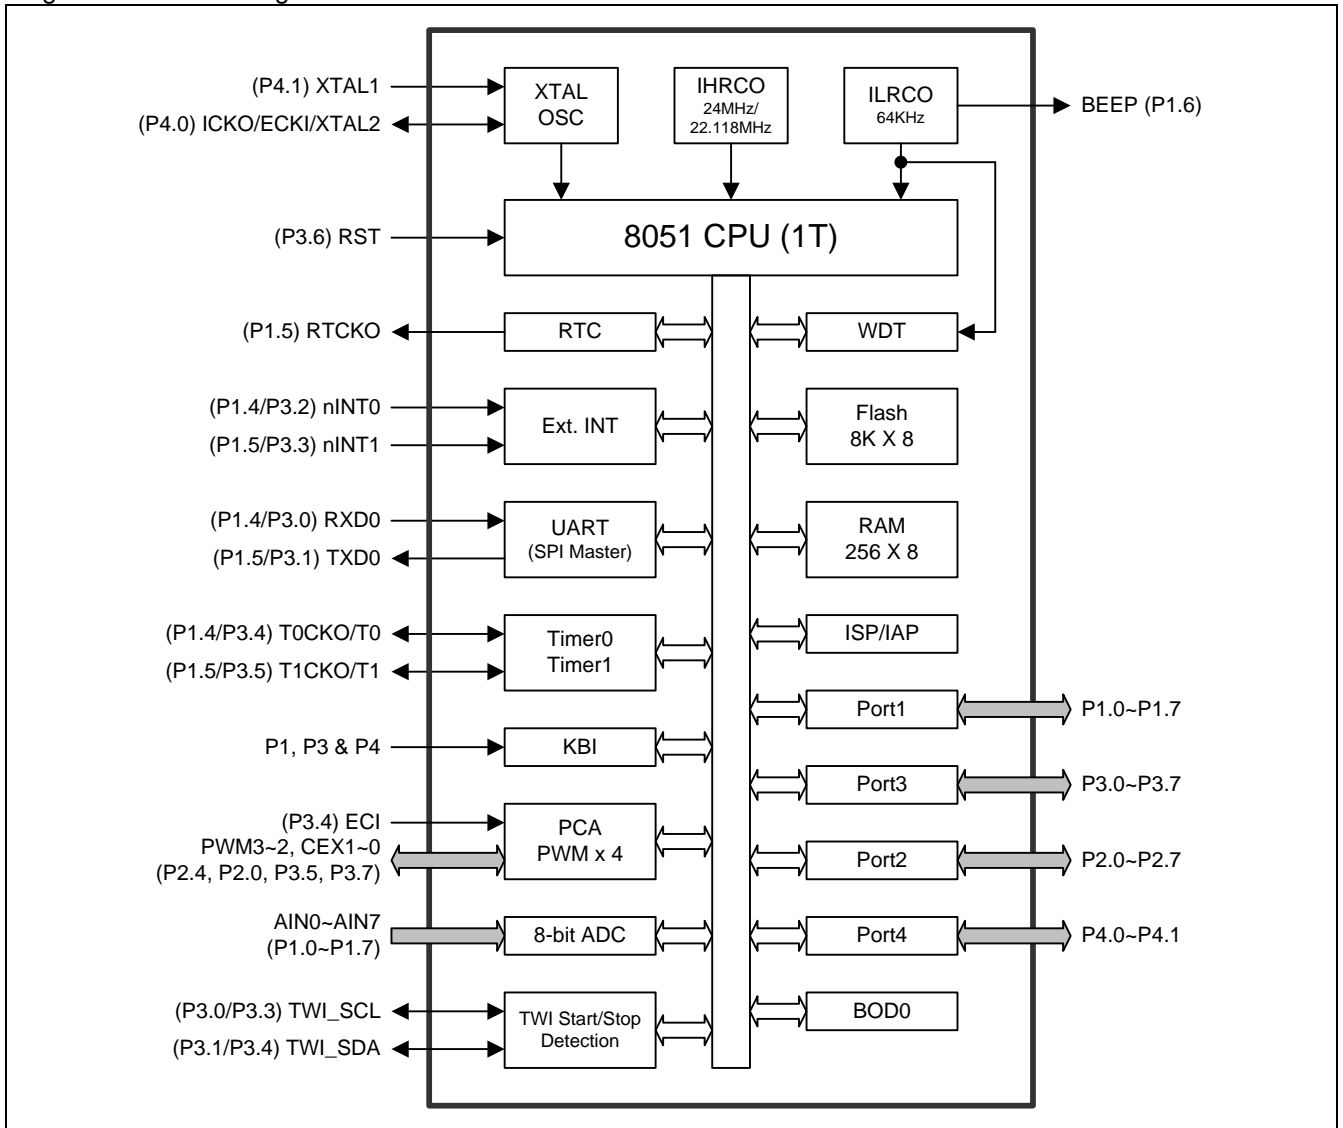 (P4.1) XTAL1
(P4.0) ICKO/ECKI/XTAL2
XTAL
OSC
IHRCO
24MHz/
22.118MHz
ILRCO
64KHz
BEEP (P1.6)
(P3.6) RST
8051 CPU (1T)
(P1.5) RTCKO
RTC
WDT
(P1.4/P3.2) nINT0
(P1.5/P3.3) nINT1
Ext. INT
Flash
8K X 8
(P1.4/P3.0) RXD0
(P1.5/P3.1) TXD0
UART
(SPI Master)
RAM
256 X 8
(P1.4/P3.4) T0CKO/T0
(P1.5/P3.5) T1CKO/T1
Timer0
Timer1
ISP/IAP
Port1
P1.0~P1.7
P1, P3 & P4
KBI
Port3
P3.0~P3.7
(P3.4) ECI
PWM3~2, CEX1~0
(P2.4, P2.0, P3.5, P3.7)
PCA
PWM x 4
Port2
P2.0~P2.7
AIN0~AIN7
(P1.0~P1.7)
8-bit ADC
Port4
P4.0~P4.1
(P3.0/P3.3) TWI_SCL
(P3.1/P3.4) TWI_SDA
TWI Start/Stop
Detection
BOD0